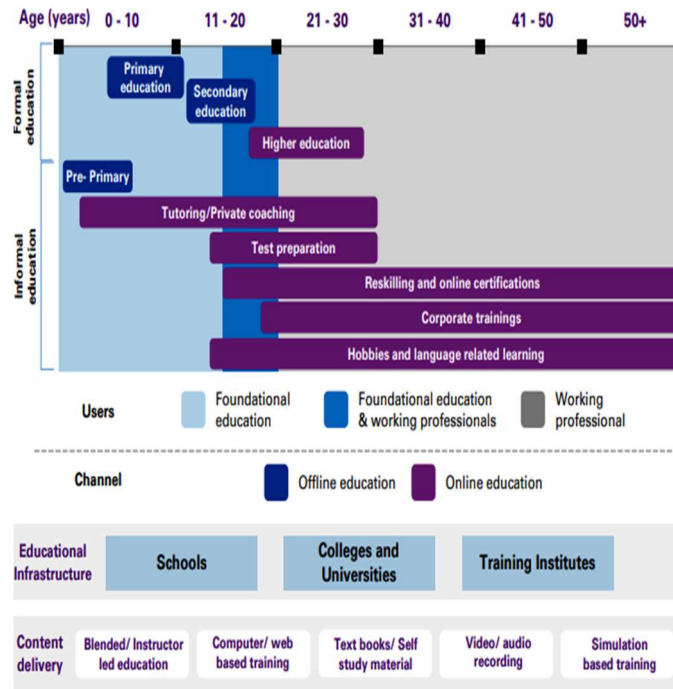 Age (years) 0 - 10 11 - 20 21 - 30 31 - 40 41 - 50 50+
Formal
education
Primary
education
Secondary
education
Higher education
Informal
education
Pre- Primary
Tutoring/Private coaching
Test preparation
Reskilling and online certifications
Corporate trainings
Hobbies and language related learning
Users
Foundational
education
Foundational education
& working professionals
Working
professional
Channel
Offline education
Online education
Educational
Infrastructure
Schools
Colleges and
Universities
Training Institutes
Content
delivery
Blended/ Instructor
led education
Computer/ web
based training
Text books/ Self
study material
Video/ audio
recording
Simulation
based training